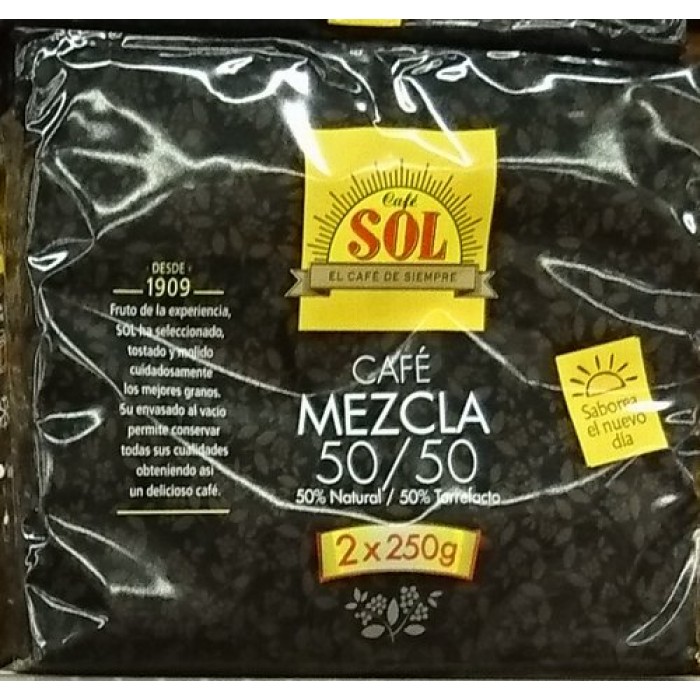 Café
SOL
EL CAFÉ DE SIEMPRE
DESDE
1909
Fruto de la experiencia,
SOL ha seleccionado,
tostado y molido
cuidadosamente
los mejores granos.
Su envasado al vacío
permite conservar
todas sus cualidades
obteniendo así
un delicioso café.
CAFÉ
MEZCLA
50/50
50% Natural / 50% Torrefacto
2 x 250g
Saborea
el nuevo
día